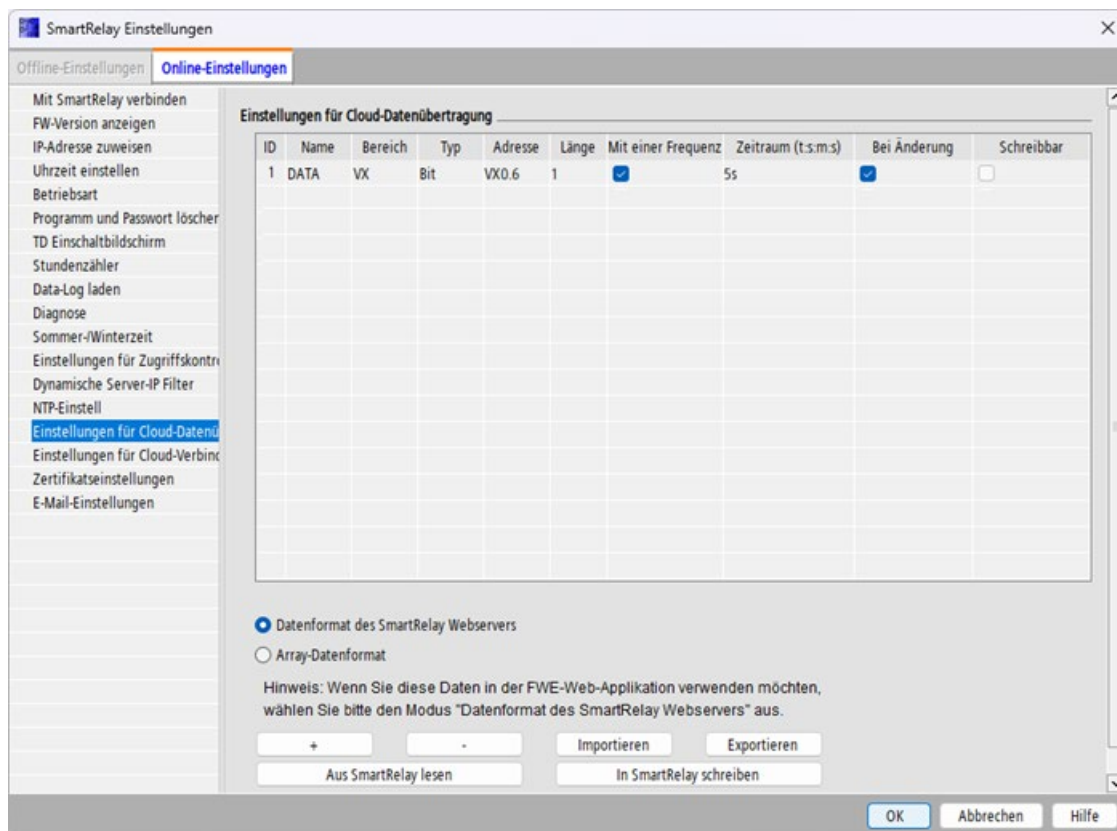 SmartRelay Einstellungen
Offline-Einstellungen Online-Einstellungen
Mit SmartRelay verbinden
FW-Version anzeigen
IP-Adresse zuweisen
Uhrzeit einstellen
Betriebsart
Programm und Passwort löschen
TD Einschaltbildschirm
Stundenzähler
Data-Log laden
Diagnose
Sommer-/Winterzeit
Einstellungen für Zugriffskontro
Dynamische Server-IP Filter
NTP-Einstell
Einstellungen für Cloud-Datenü
Einstellungen für Cloud-Verbind
Zertifikatseinstellungen
E-Mail-Einstellungen
Einstellungen für Cloud-Datenübertragung
ID Name Bereich Typ Adresse Länge Mit einer Frequenz Zeitraum (t:s:m:s) Bei Änderung Schreibbar
1 DATA VX Bit VX0.6 1 5s
Datenformat des SmartRelay Webservers
Array-Datenformat
Hinweis: Wenn Sie diese Daten in der FWE-Web-Applikation verwenden möchten,
wählen Sie bitte den Modus "Datenformat des SmartRelay Webservers" aus.
+ - Importieren Exportieren
Aus SmartRelay lesen In SmartRelay schreiben
OK Abbrechen Hilfe